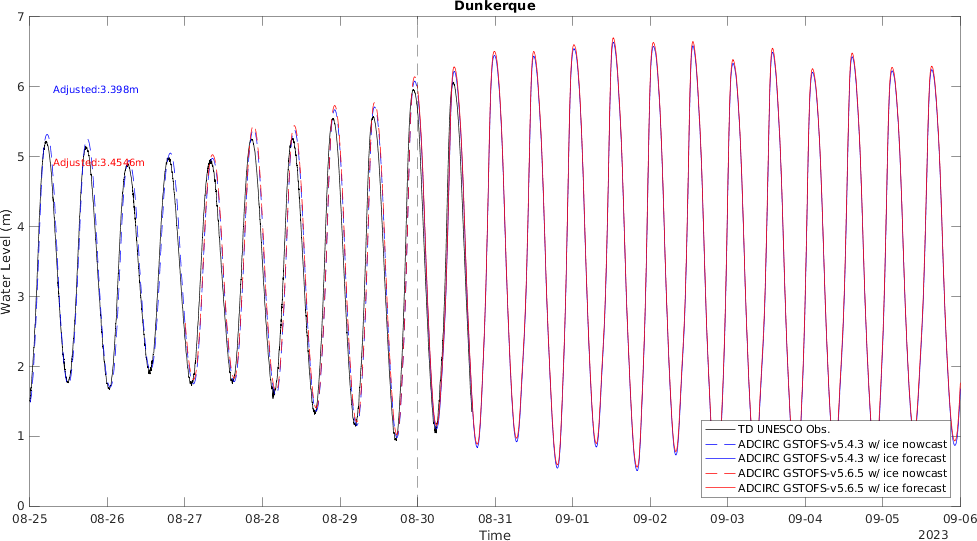 Dunkerque
7
6
5
4
3
2
1
0
Water Level (m)
Adjusted:3.398m
Adjusted:3.4546m
TD UNESCO Obs.
ADCIRC GSTOFS-v5.4.3 w/ ice nowcast
ADCIRC GSTOFS-v5.4.3 w/ ice forecast
ADCIRC GSTOFS-v5.6.5 w/ ice nowcast
ADCIRC GSTOFS-v5.6.5 w/ ice forecast
08-25 08-26 08-27 08-28 08-29 08-30 08-31 09-01 09-02 09-03 09-04 09-05 09-06
Time
2023